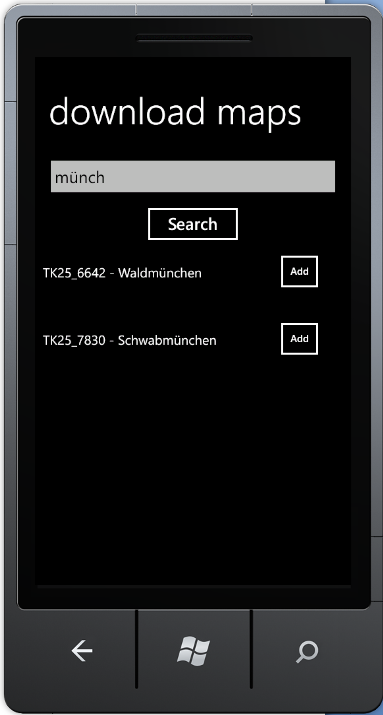 download maps
münch
Search
TK25_6642 - Waldmünchen
Add
TK25_7830 - Schwabmünchen
Add